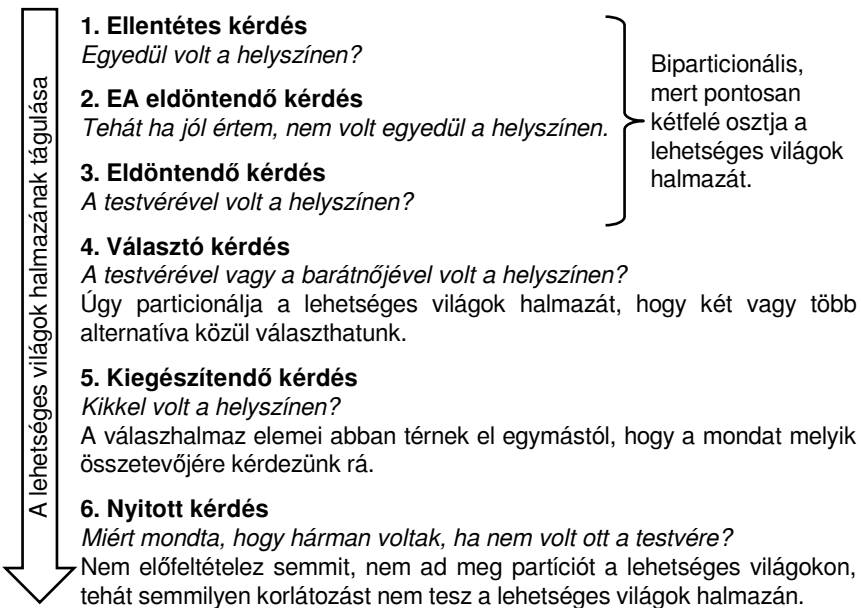 A lehetséges világok halmazának tágulása
1. Ellentétes kérdés
Egyedül volt a helyszínen?
2. EA eldöntendő kérdés
Tehát ha jól értem, nem volt egyedül a helyszínen.
3. Eldöntendő kérdés
A testvérével volt a helyszínen?
Biparticionális,
mert pontosan
kétfelé osztja a
lehetséges világok
halmazát.
4. Választó kérdés
A testvérével vagy a barátnőjével volt a helyszínen?
Úgy particionálja a lehetséges világok halmazát, hogy két vagy több
alternatíva közül választhatunk.
5. Kiegészítendő kérdés
Kikkel volt a helyszínen?
A válaszhalmaz elemei abban térnek el egymástól, hogy a mondat melyik
összetevőjére kérdezünk rá.
6. Nyitott kérdés
Miért mondta, hogy hárman voltak, ha nem volt ott a testvére?
Nem előfeltételez semmit, nem ad meg partíciót a lehetséges világokon,
tehát semmilyen korlátozást nem tesz a lehetséges világok halmazán.